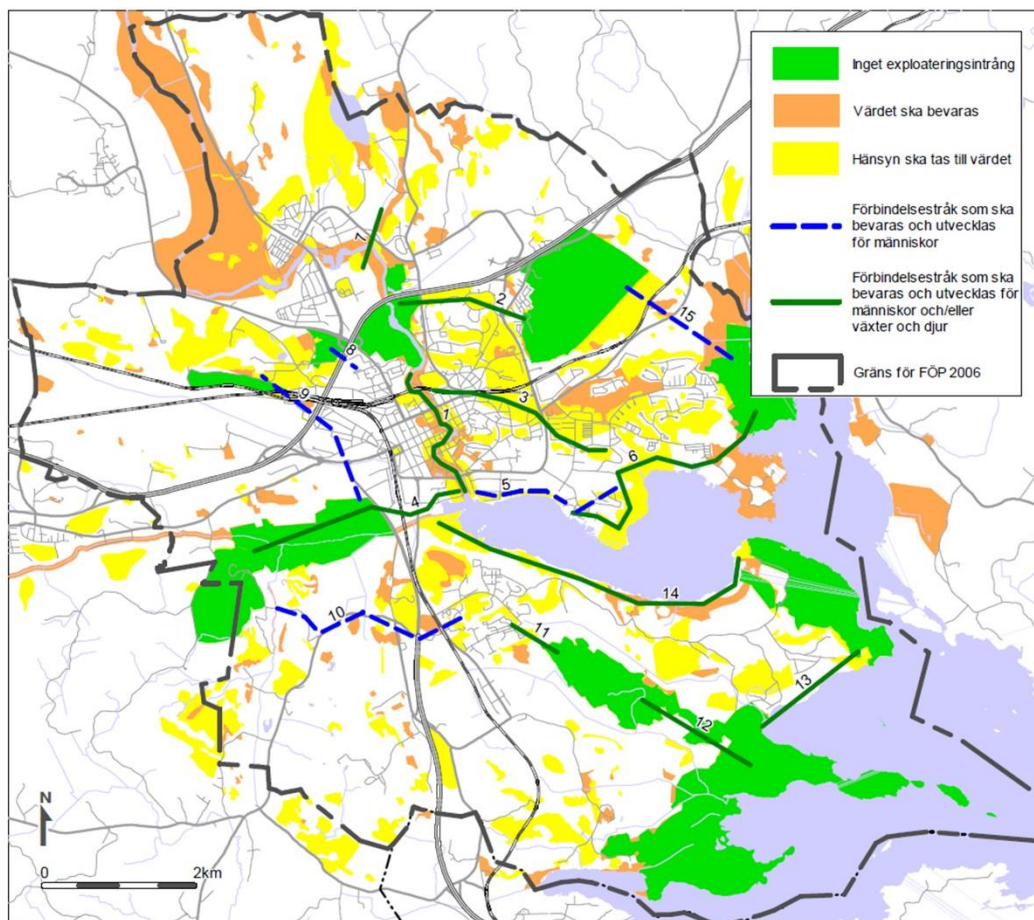 Inget exploateringsintrång
Värdet ska bevaras
Hänsyn ska tas till värdet
Förbindelsestråk som ska
bevaras och utvecklas
för människor
Förbindelsestråk som ska
bevaras och utvecklas för
människor och/eller
växter och djur
Gräns för FÖP 2006
7
2
15
8
9
3
1
6
5
4
14
10
11
13
12
N
0
2km